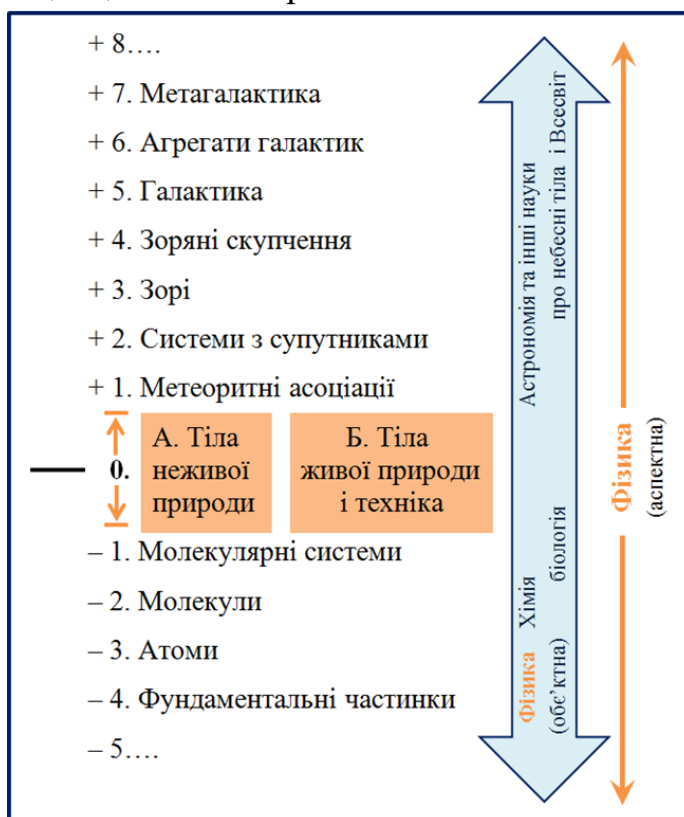 + 8….
+ 7. Метагалактика
+ 6. Агрегати галактик
+ 5. Галактика
+ 4. Зоряні скупчення
+ 3. Зорі
+ 2. Системи з супутниками
+ 1. Метеоритні асоціації
0.
А. Тіла
неживої
природи
Б. Тіла
живої природи
і техніка
– 1. Молекулярні системи
– 2. Молекули
– 3. Атоми
– 4. Фундаментальні частинки
– 5….
Астрономія та інші науки
про небесні тіла і Всесвіт
Хімія
біологія
Фізика
(об’єктна)
Фізика
(аспектна)